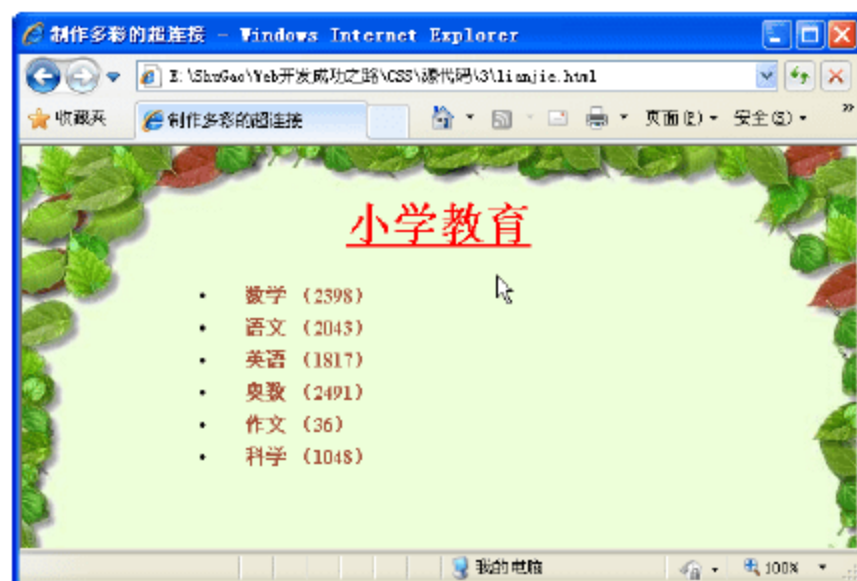 制作多彩的超连接 - Windows Internet Explorer
E:\ShuGao\Web开发成功之路\CSS\源代码\3\lianjie.html
收藏夹 制作多彩的超连接 页面(P) 安全(S) »
小学教育
• 数学 (2398)
• 语文 (2043)
• 英语 (1817)
• 奥数 (2491)
• 作文 (36)
• 科学 (1048)
我的电脑 100%